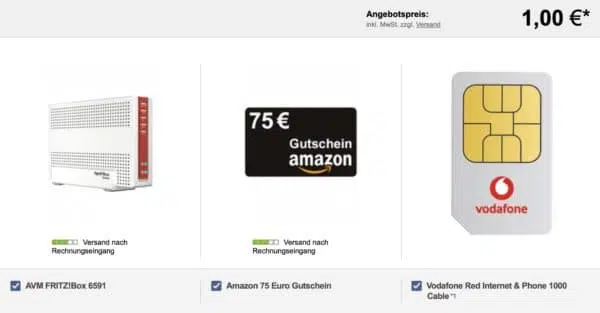 Angebotspreis:
1,00 €*
inkl. MwSt. zzgl. Versand
75 €
Gutschein
amazon
vodafone
Versand nach
Rechnungseingang
Versand nach
Rechnungseingang
AVM FRITZ!Box 6591
Amazon 75 Euro Gutschein
Vodafone Red Internet & Phone 1000
Cable *1